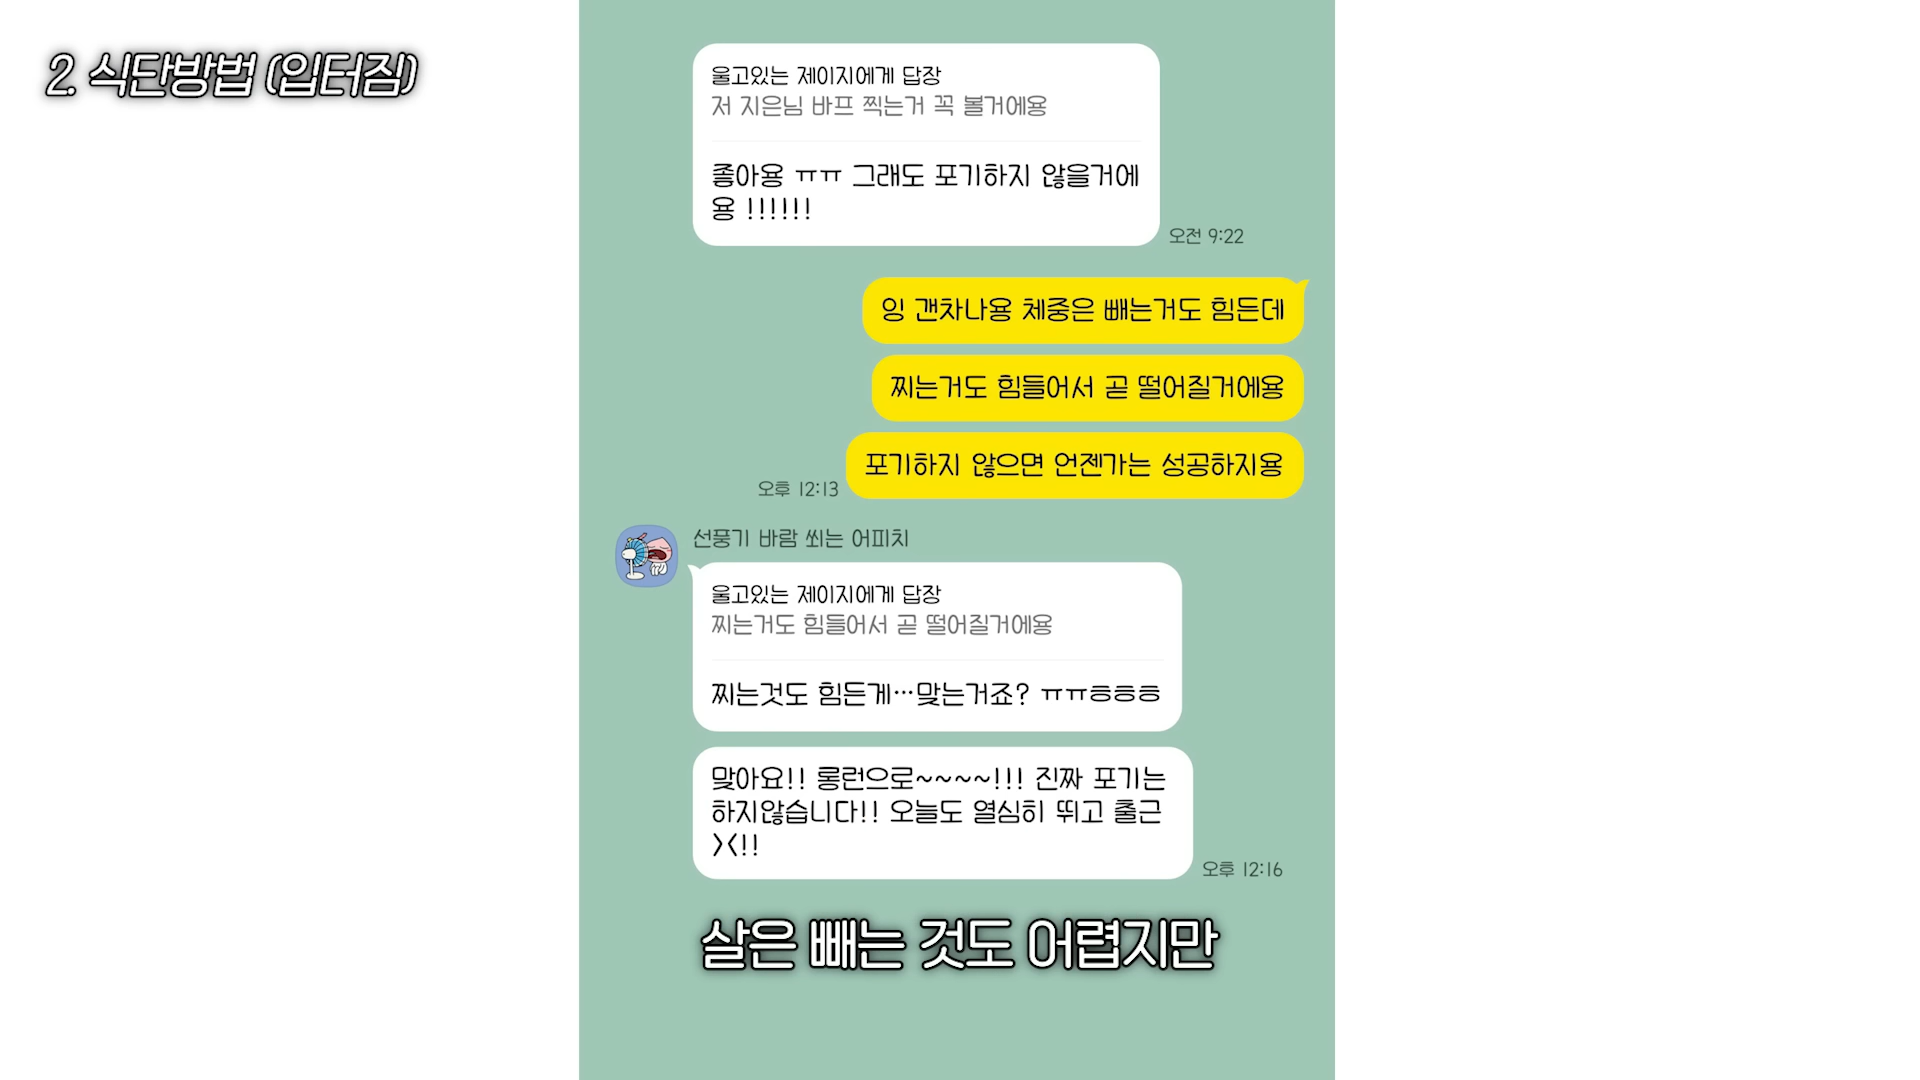 2. 식단방법 (입터짐)
울고있는 제이지에게 답장
저 지은님 바프 찍는거 꼭 볼거에용
좋아용 ㅠㅠ 그래도 포기하지 않을거에
용 !!!!!!
오전 9:22
잉 갠차나용 체중은 빼는거도 힘든데
찌는거도 힘들어서 곧 떨어질거에용
포기하지 않으면 언젠가는 성공하지용
오후 12:13
선풍기 바람 쐬는 어피치
울고있는 제이지에게 답장
찌는거도 힘들어서 곧 떨어질거에용
찌는것도 힘든게…맞는거죠? ㅠㅠ흥흥흥
맞아요!! 롱런으로~~~~!!! 진짜 포기는
하지않습니다!! 오늘도 열심히 뛰고 출근
><!!
오후 12:16
살은 빼는 것도 어렵지만